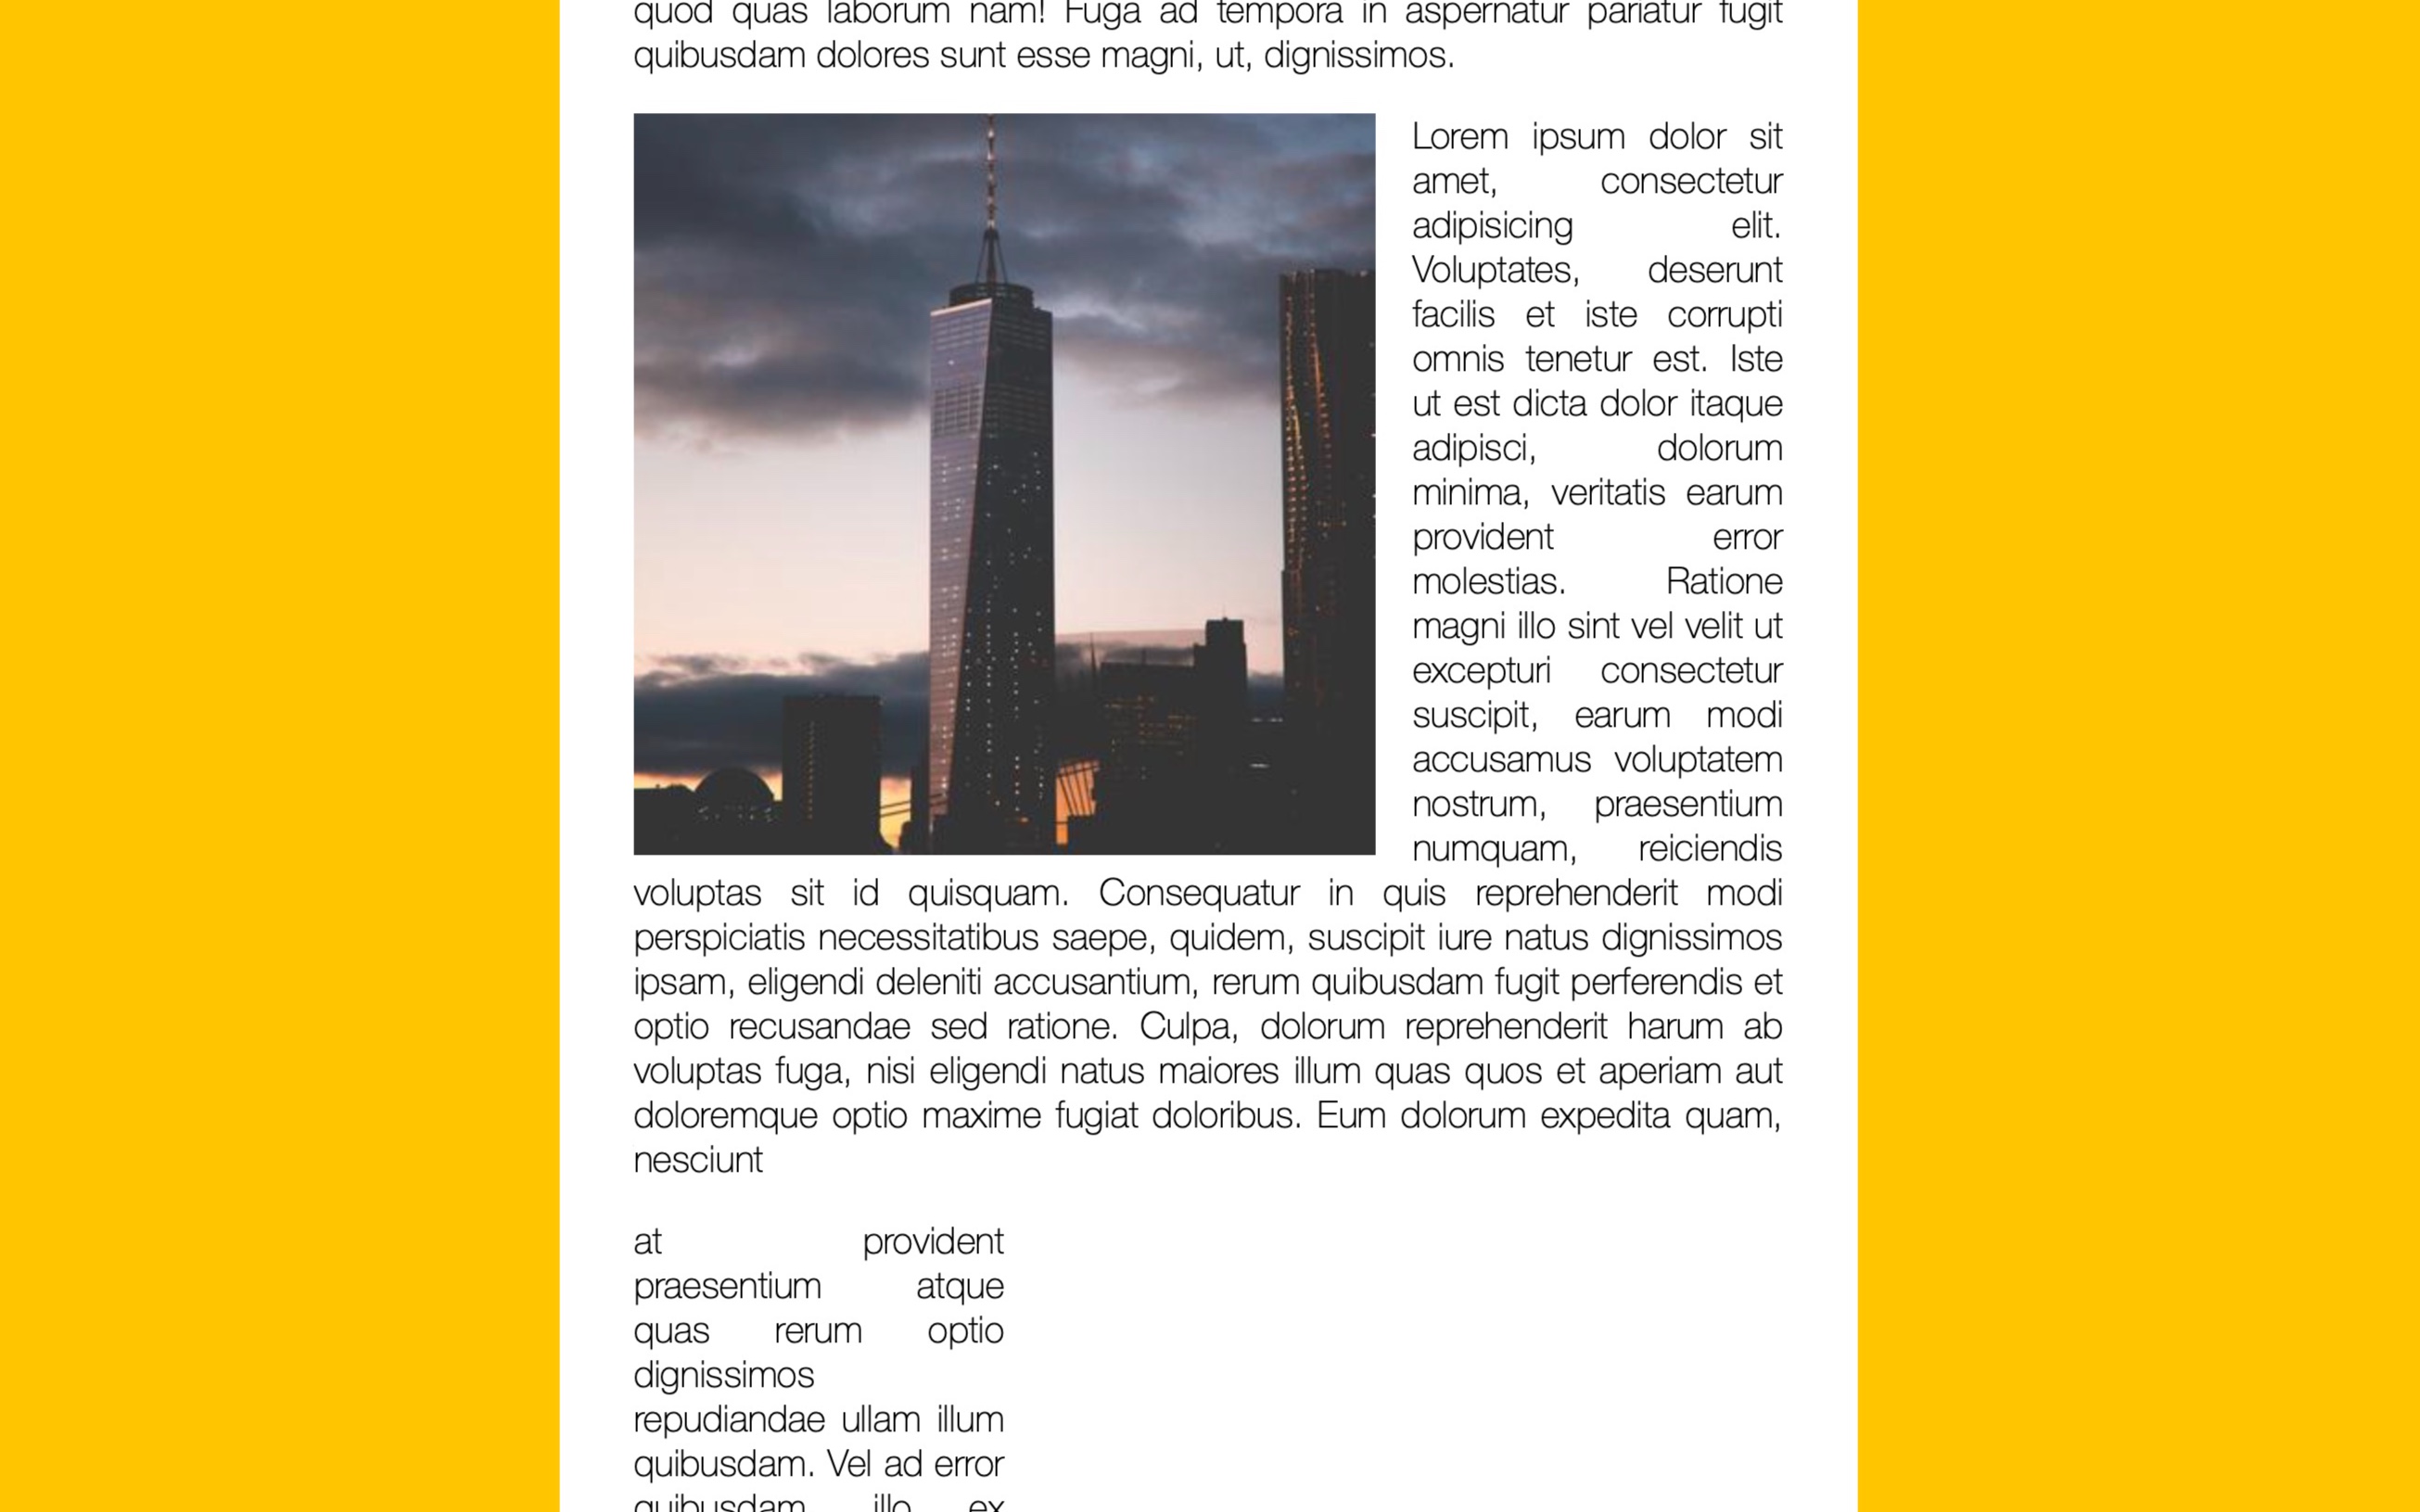 quod quas laborum nam! Fuga ad tempora in aspernatur pariatur fugit
quibusdam dolores sunt esse magni, ut, dignissimos.
Lorem ipsum dolor sit
amet, consectetur
adipisicing elit.
Voluptates, deserunt
facilis et iste corrupti
omnis tenetur est. Iste
ut est dicta dolor itaque
adipisci, dolorum
minima, veritatis earum
provident error
molestias. Ratione
magni illo sint vel velit ut
excepturi consectetur
suscipit, earum modi
accusamus voluptatem
nostrum, praesentium
numquam, reiciendis
voluptas sit id quisquam. Consequatur in quis reprehenderit modi
perspiciatis necessitatibus saepe, quidem, suscipit iure natus dignissimos
ipsam, eligendi deleniti accusantium, rerum quibusdam fugit perferendis et
optio recusandae sed ratione. Culpa, dolorum reprehenderit harum ab
voluptas fuga, nisi eligendi natus maiores illum quas quos et aperiam aut
doloremque optio maxime fugiat doloribus. Eum dolorum expedita quam,
nesciunt
at provident
praesentium atque
quas rerum optio
dignissimos
repudiandae ullam illum
quibusdam. Vel ad error
quibusdam illo ex